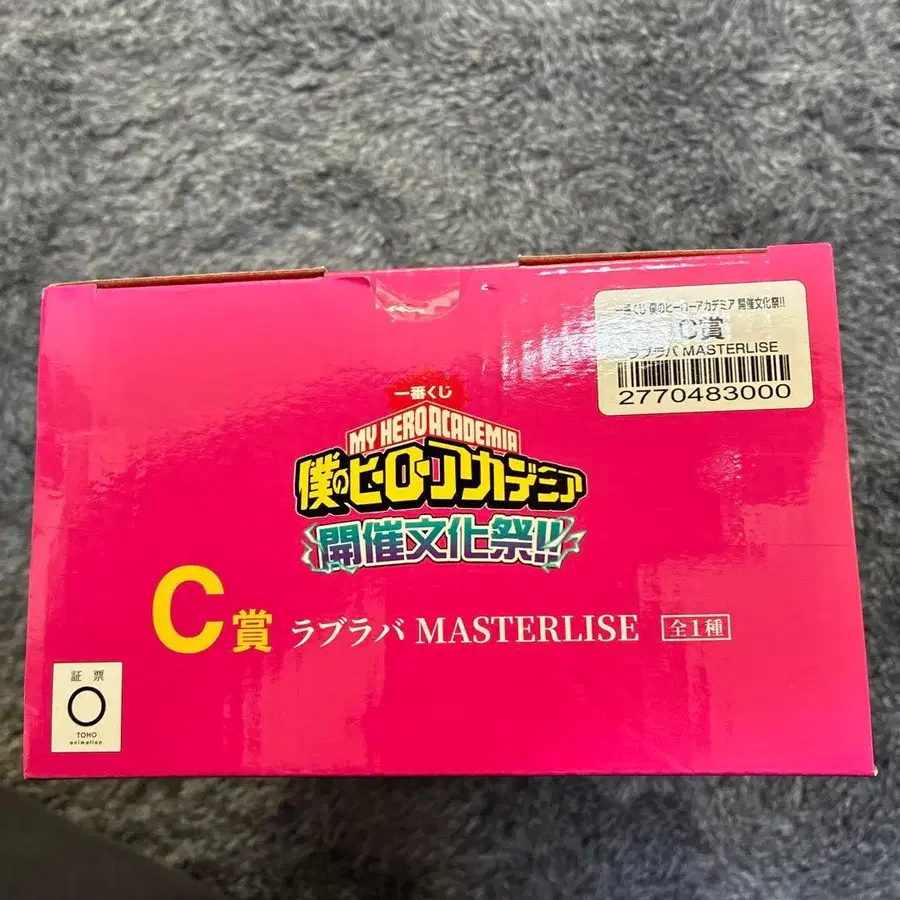 一番くじ 僕のヒーローアカデミア 開催文化祭!!
C賞
ラブラバ MASTERLISE
2770483000
一番くじ
MY HERO ACADEMIA
僕のヒーローアカデミア
開催文化祭!!
C賞 ラブラバ MASTERLISE 全1種
証 票
TOHO
animation